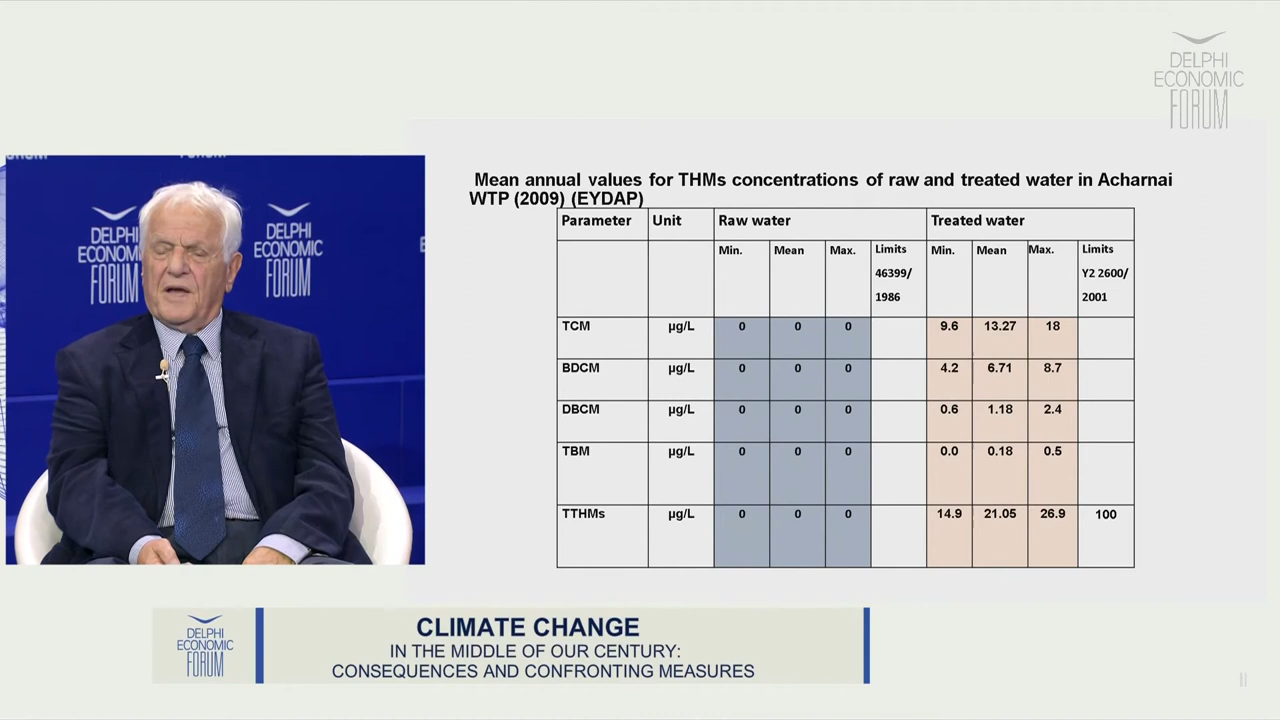 DELPHI
ECONOMIC
FORUM
FORUM
DELPHI
ECONOM
FORUM
DELPHI
ECONOMIC
FORUM
Mean annual values for THMs concentrations of raw and treated water in Acharnai
WTP (2009) (EYDAP)
Parameter Unit Raw water Treated water
Min. Mean Max. Limits 46399/ 1986 Min. Mean Max. Limits Y2 2600/ 2001
TCM µg/L 0 0 0 9.6 13.27 18
BDCM µg/L 0 0 0 4.2 6.71 8.7
DBCM µg/L 0 0 0 0.6 1.18 2.4
TBM µg/L 0 0 0 0.0 0.18 0.5
TTHMs µg/L 0 0 0 14.9 21.05 26.9 100
DELPHI
ECONOMIC
FORUM
CLIMATE CHANGE
IN THE MIDDLE OF OUR CENTURY:
CONSEQUENCES AND CONFRONTING MEASURES